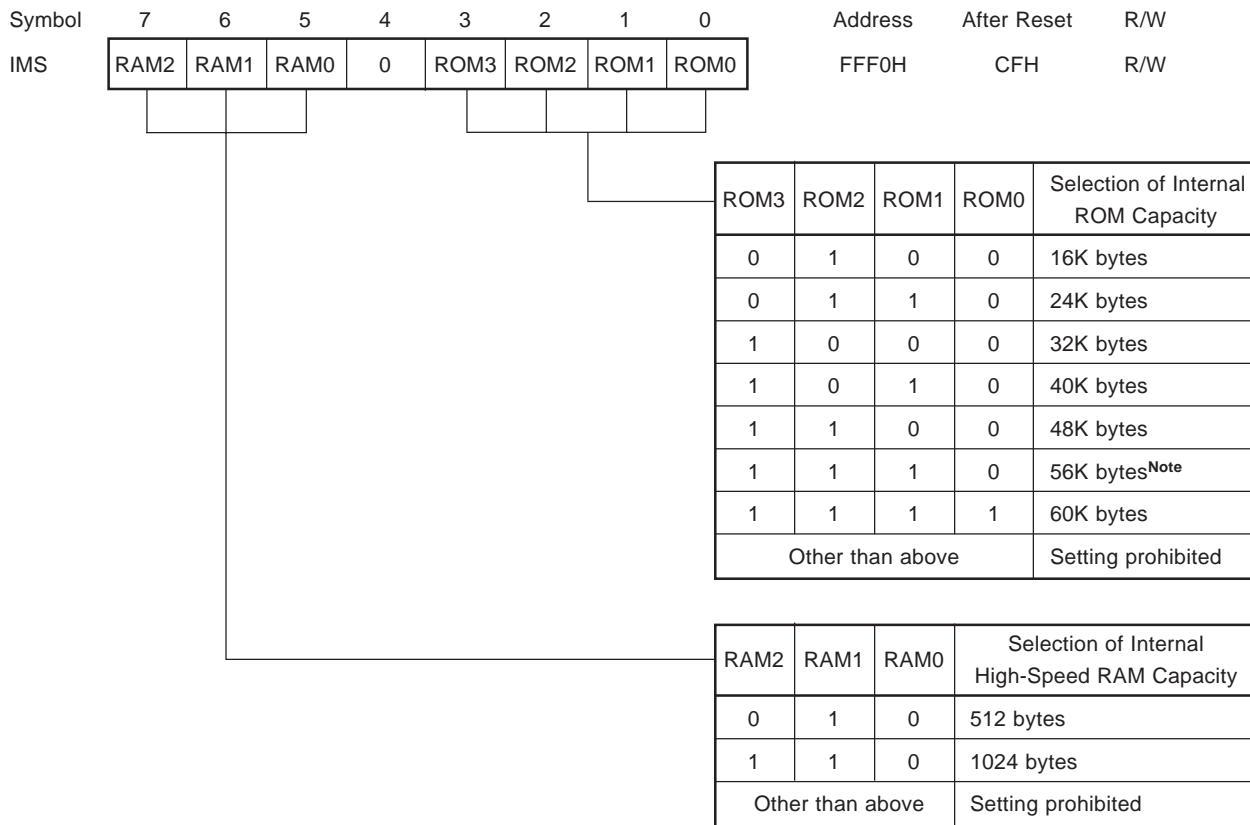 Symbol 7 6 5 4 3 2 1 0 Address After Reset R/W
IMS RAM2 RAM1 RAM0 0 ROM3 ROM2 ROM1 ROM0 FFF0H CFH R/W
ROM3 ROM2 ROM1 ROM0 Selection of Internal
ROM Capacity
0 1 0 0 16K bytes
0 1 1 0 24K bytes
1 0 0 0 32K bytes
1 0 1 0 40K bytes
1 1 0 0 48K bytes
1 1 1 0 56K bytesNote
1 1 1 1 60K bytes
Other than above Setting prohibited
RAM2 RAM1 RAM0 Selection of Internal
High-Speed RAM Capacity
0 1 0 512 bytes
1 1 0 1024 bytes
Other than above Setting prohibited